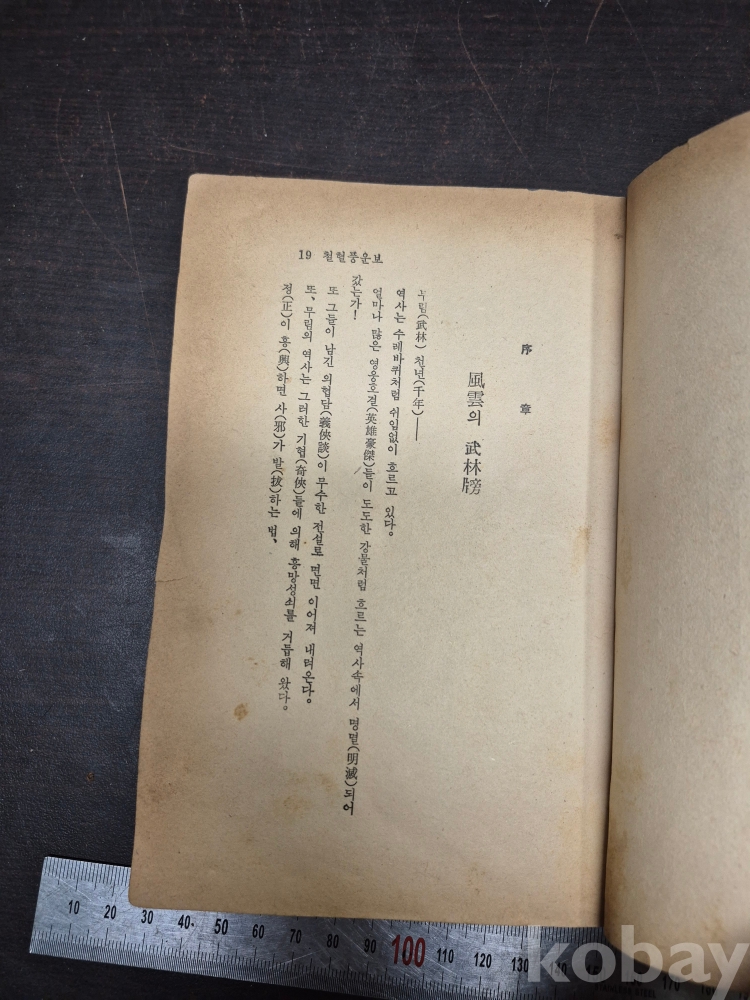 19 철혈풍운보
序章
風雲의 武林牓
무림(武林) 천년(千年)――
역사는 수레바퀴처럼 쉬임없이 흐르고 있다.
얼마나 많은 영웅호걸(英雄豪傑)들이 도도한 강물처럼 흐르는 역사속에서 명멸(明滅)되어
갔는가!
또 그들이 남긴 의협담(義俠談)이 무수한 전설로 면면 이어져 내려온다.
또, 무림의 역사는 그러한 기협(奇俠)들에 의해 흥망성쇠를 거듭해 왔다.
정(正)이 흥(興)하면 사(邪)가 발(拔)하는 법,
10 20 30 40 50 60 70 80 90 100 110 120 130
kobay